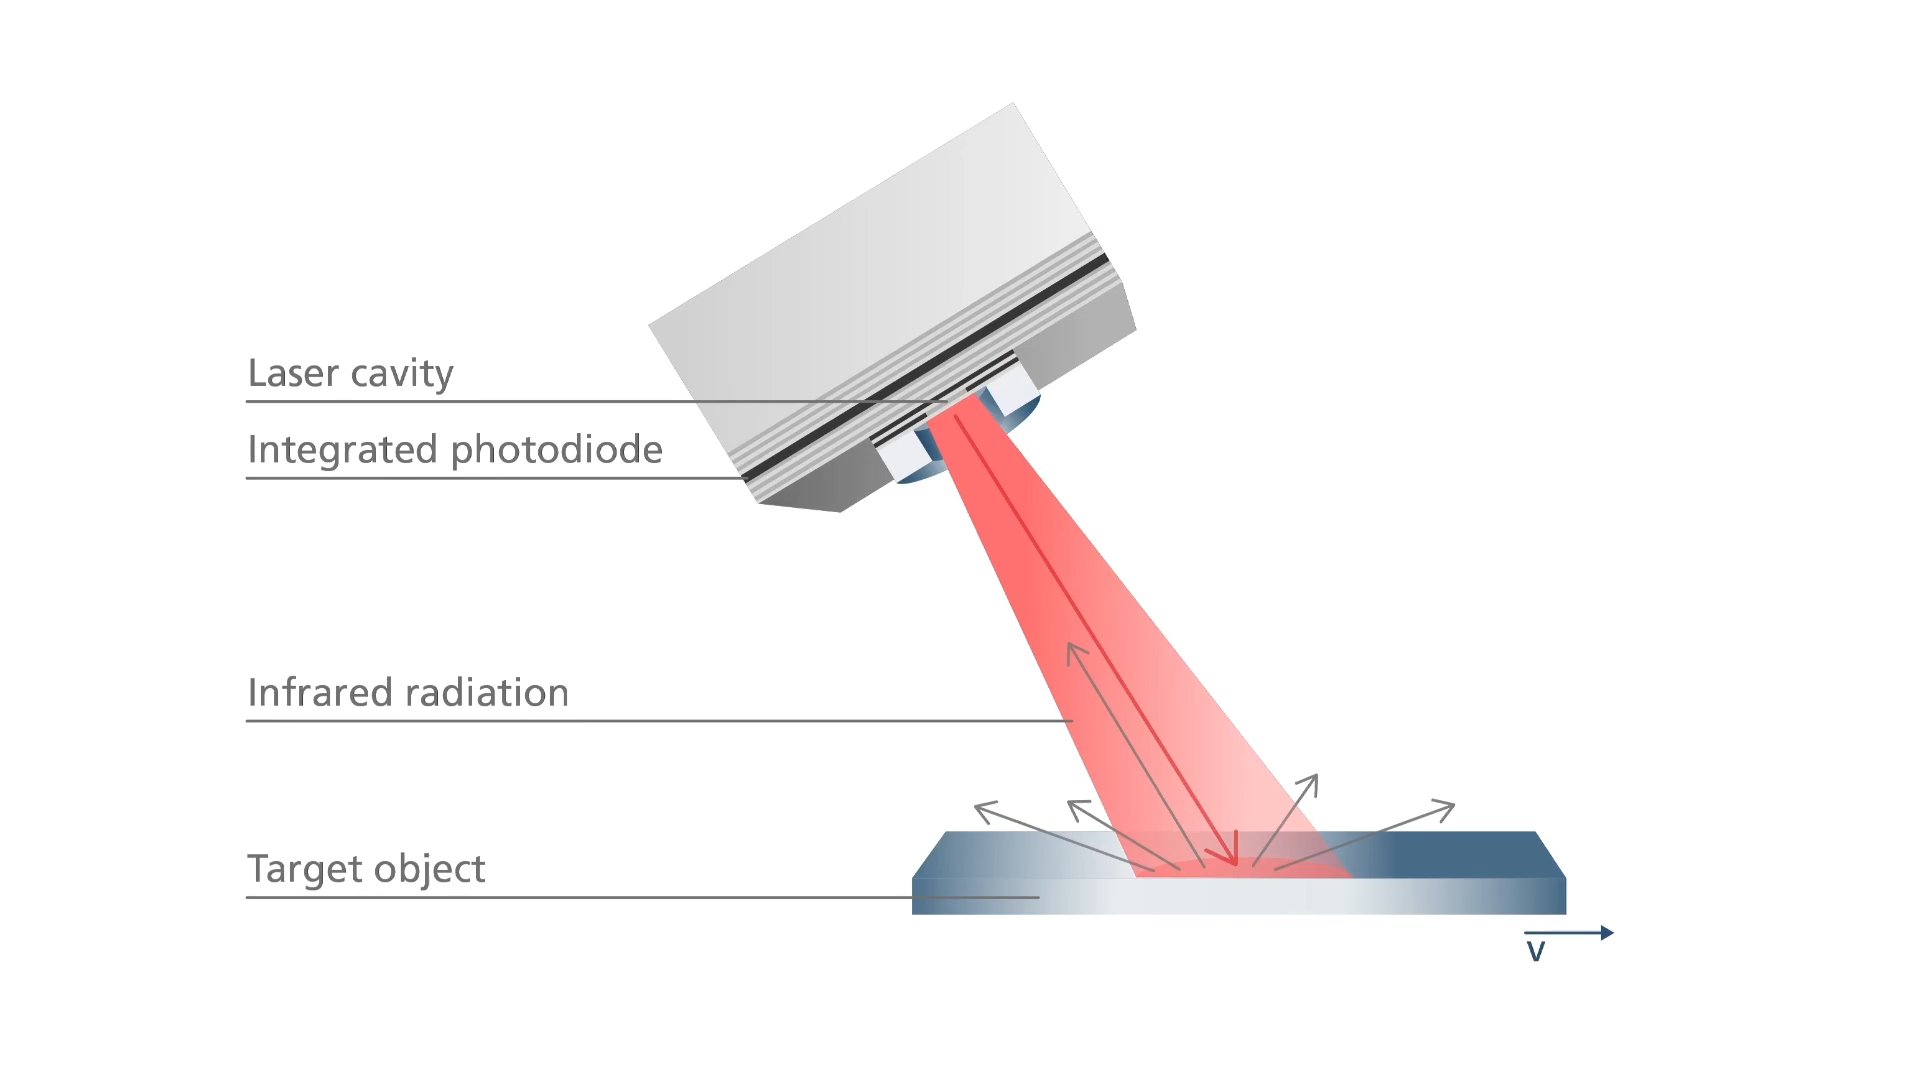 Laser cavity
Integrated photodiode
Infrared radiation
Target object
v